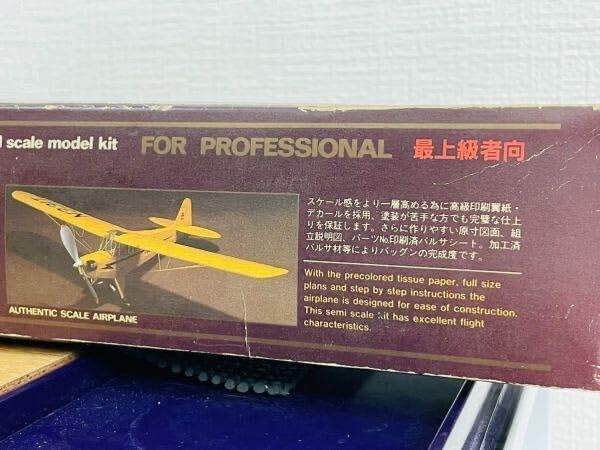 scale model kit
FOR PROFESSIONAL 最上級者向
スケール感をより一層高める為に高級印刷翼紙・
デカールを採用、塗装が苦手な方でも完璧な仕上
りを保証します。さらに作りやすい原寸図面、組
立説明図、パーツNo.印刷済バルサシート。加工済
バルサ材等によりバッグンの完成度です。
With the precolored tissue paper, full size
plans and step by step instructions the
airplane is designed for ease of construction.
This semi scale kit has excellent flight
characteristics.
AUTHENTIC SCALE AIRPLANE